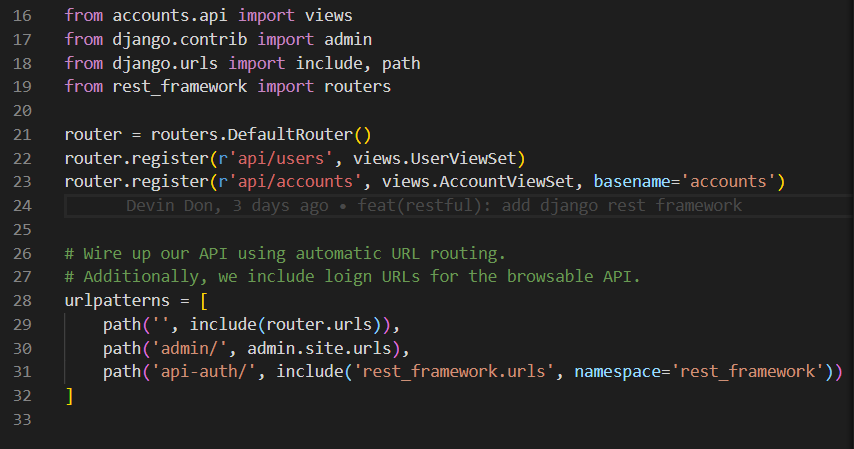 16 from accounts.api import views
17 from django.contrib import admin
18 from django.urls import include, path
19 from rest_framework import routers
20
21 router = routers.DefaultRouter()
22 router.register(r'api/users', views.UserViewSet)
23 router.register(r'api/accounts', views.AccountViewSet, basename='accounts')
24 Devin Don, 3 days ago • feat(restful): add django rest framework
25
26 # Wire up our API using automatic URL routing.
27 # Additionally, we include loign URLs for the browsable API.
28 urlpatterns = [
29     path('', include(router.urls)),
30     path('admin/', admin.site.urls),
31     path('api-auth/', include('rest_framework.urls', namespace='rest_framework'))
32 ]
33